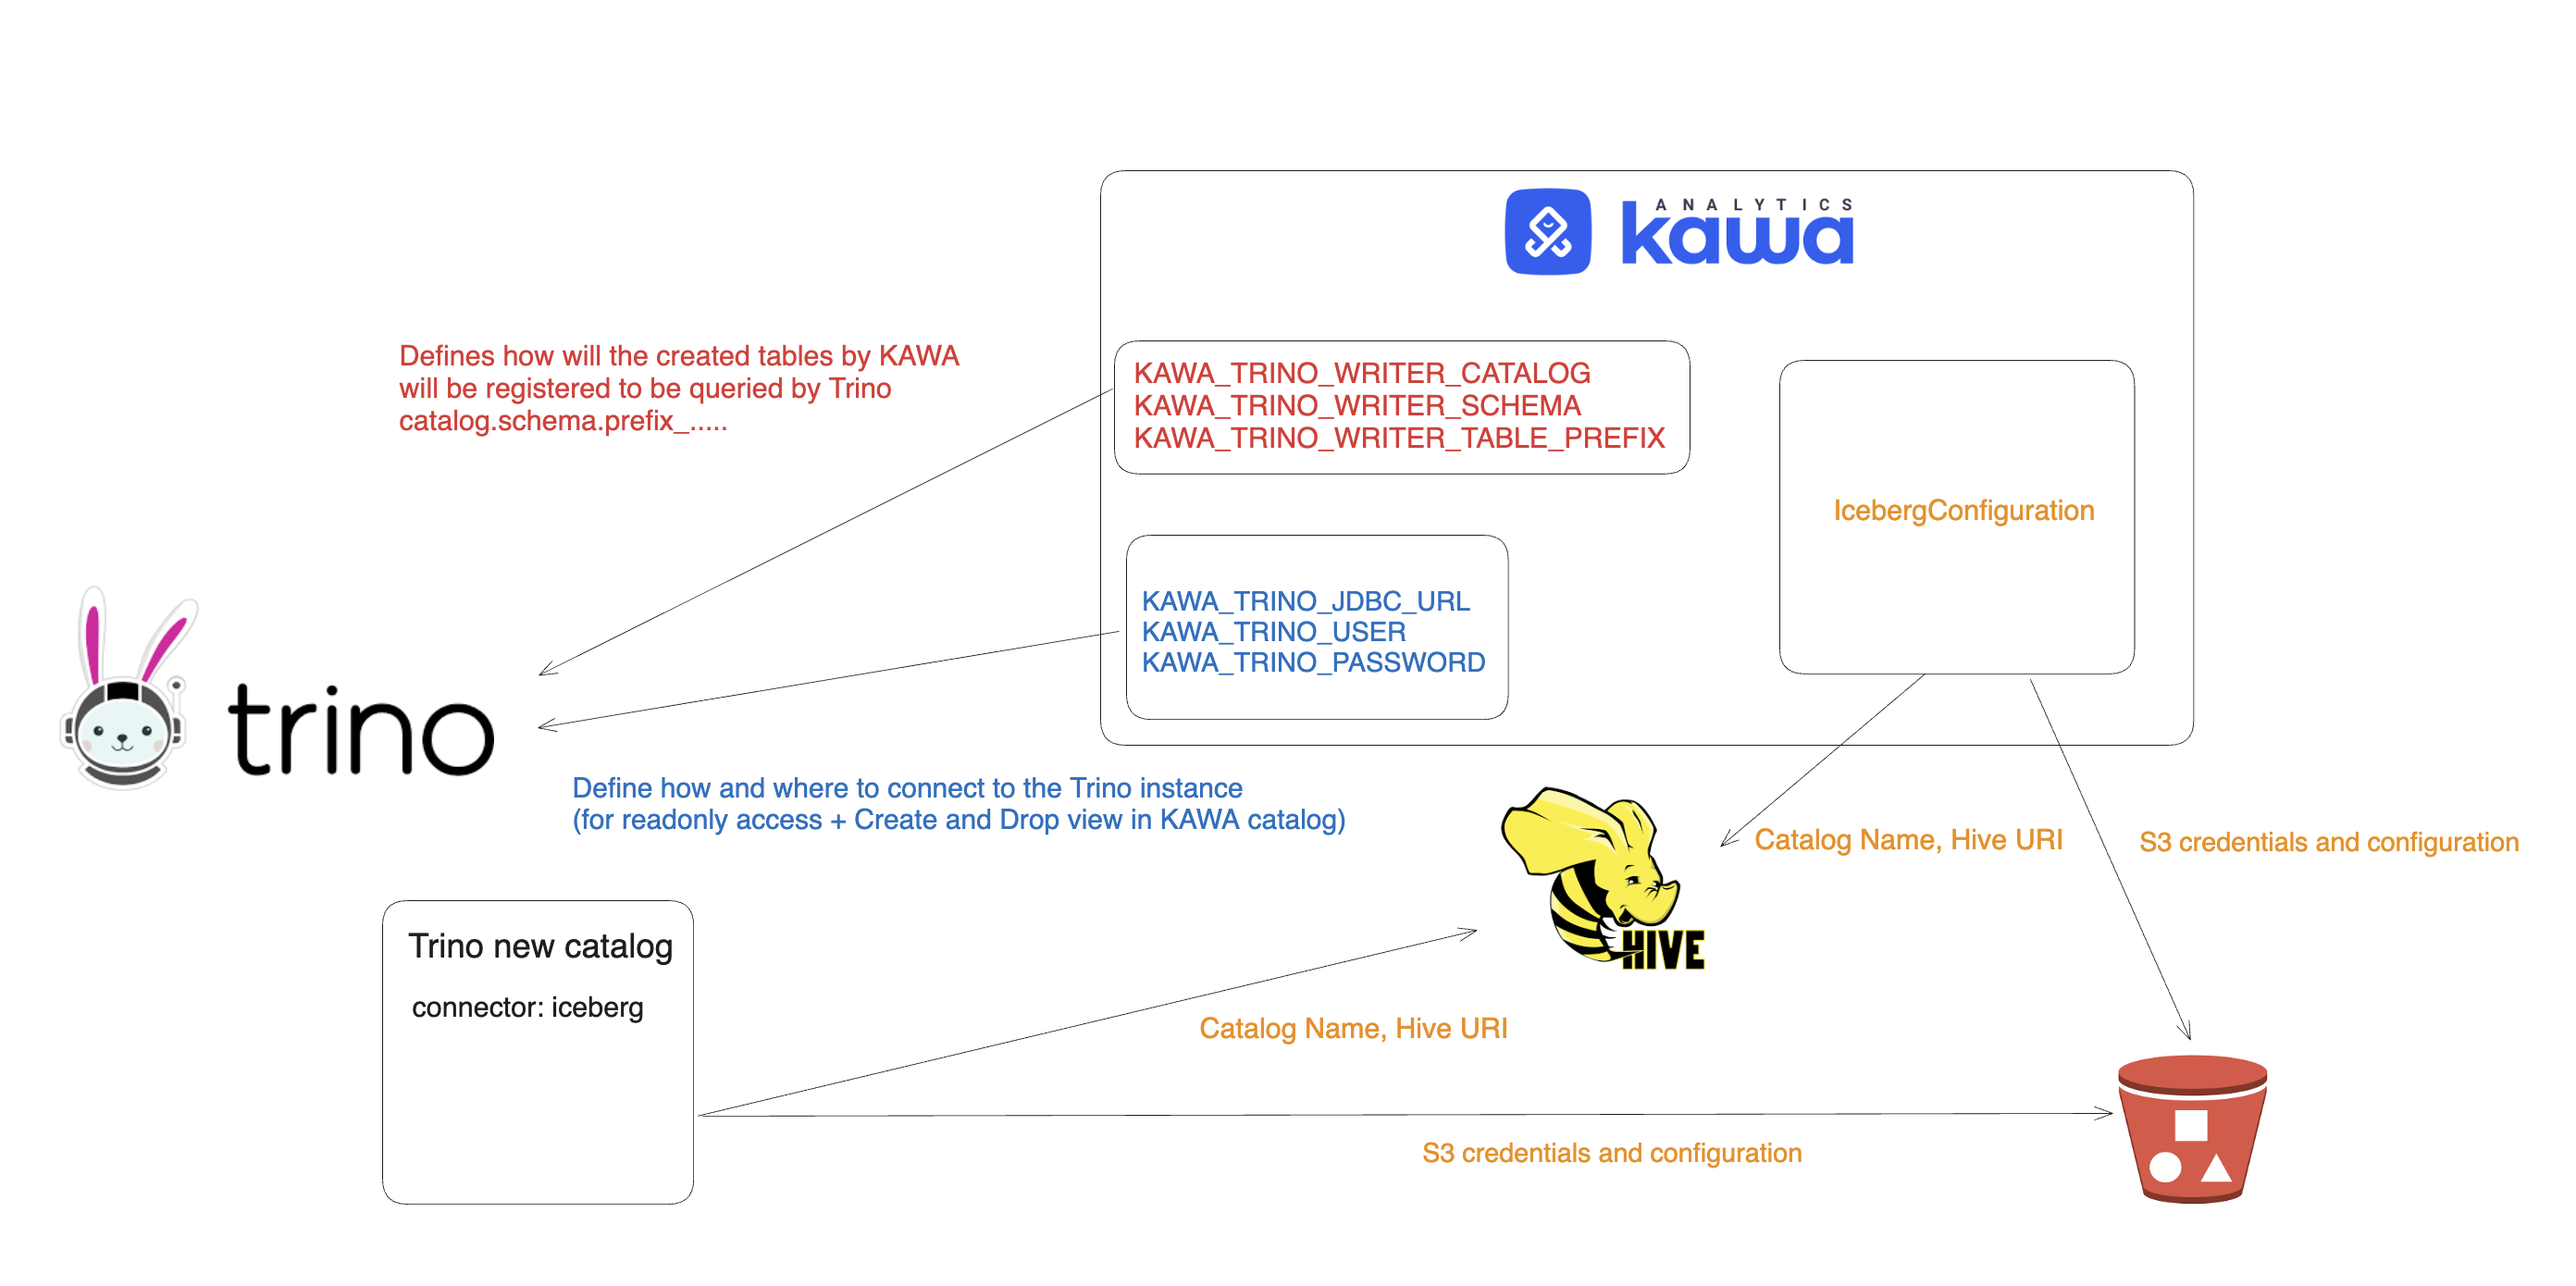 ANALYTICS
kawa
Defines how will the created tables by KAWA
will be registered to be queried by Trino
catalog.schema.prefix_.....
KAWA_TRINO_WRITER_CATALOG
KAWA_TRINO_WRITER_SCHEMA
KAWA_TRINO_WRITER_TABLE_PREFIX
IcebergConfiguration
KAWA_TRINO_JDBC_URL
KAWA_TRINO_USER
KAWA_TRINO_PASSWORD
trino
Define how and where to connect to the Trino instance
(for readonly access + Create and Drop view in KAWA catalog)
Catalog Name, Hive URI
S3 credentials and configuration
HIVE
Trino new catalog
connector: iceberg
Catalog Name, Hive URI
S3 credentials and configuration